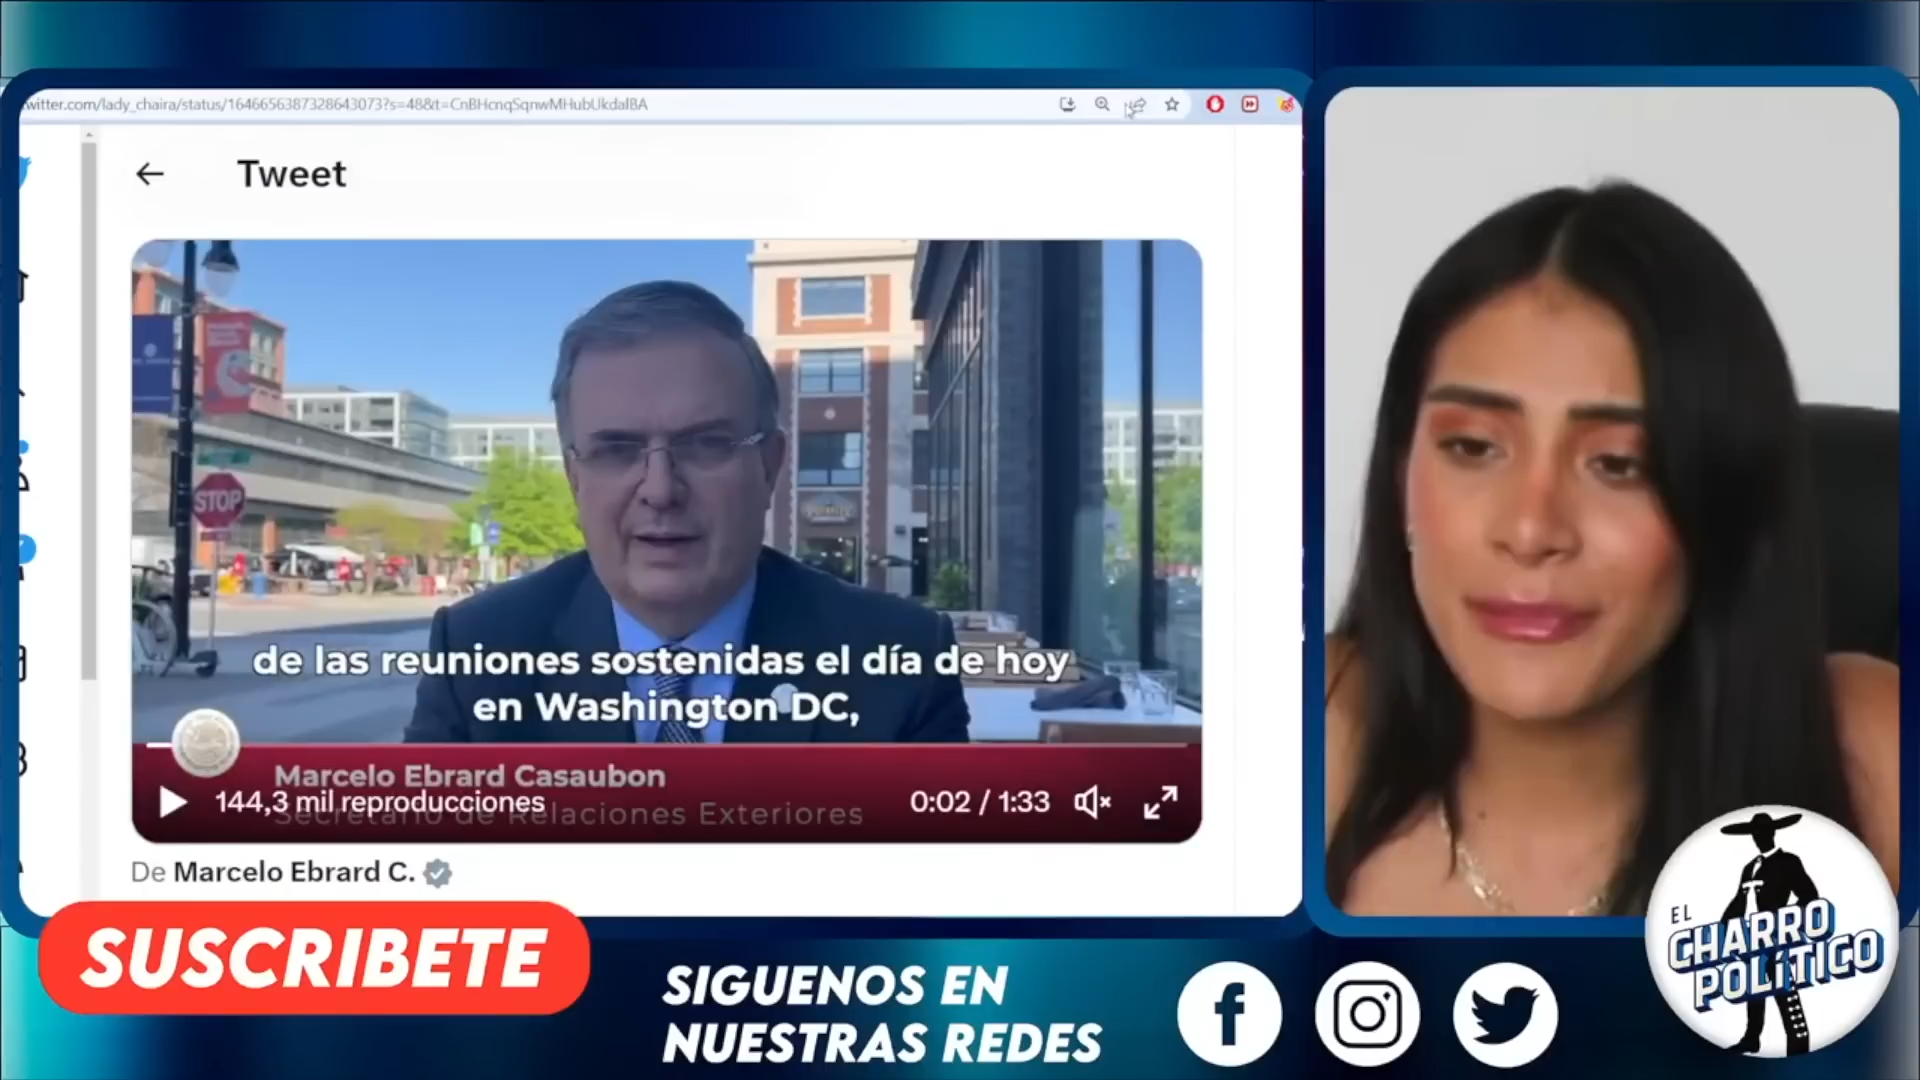 witter.com/lady_chaira/status/1646656387328643073?s=48&t=CnBHcnqSqnwMHubUkdalBA
Tweet
STOP
de las reuniones sostenidas el día de hoy
en Washington DC,
Marcelo Ebrard Casaubon
Secretario de Relaciones Exteriores
144,3 mil reproducciones
0:02 / 1:33
De Marcelo Ebrard C.
SUSCRIBETE
SIGUENOS EN
NUESTRAS REDES
EL
CHARRO
POLÍTICO